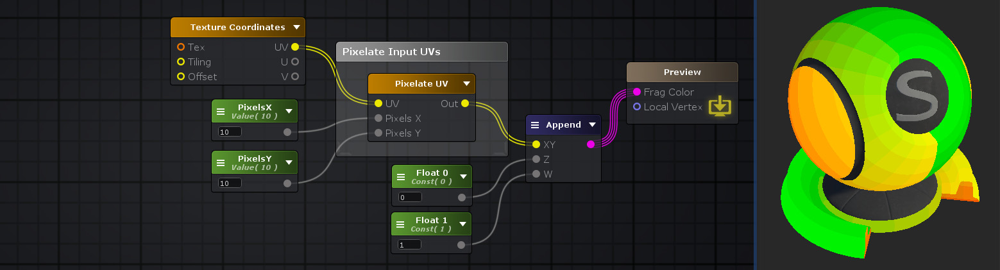 Texture Coordinates
Tex UV
Tiling U
Offset V
PixelsX
Value( 10 )
10
PixelsY
Value( 10 )
10
Pixelate Input UVs
Pixelate UV
UV Out
Pixels X
Pixels Y
Float 0
Const( 0 )
0
Float 1
Const( 1 )
1
Append
XY
Z
W
Preview
Frag Color
Local Vertex
S